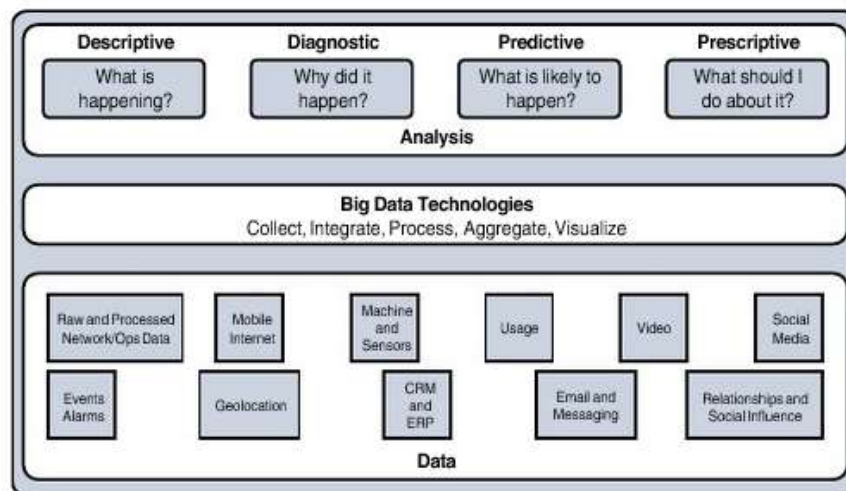 Descriptive
Diagnostic
Predictive
Prescriptive
What is
happening?
Why did it
happen?
What is likely to
happen?
What should I
do about it?
Analysis
Big Data Technologies
Collect, Integrate, Process, Aggregate, Visualize
Raw and Processed
Network/Ops Data
Mobile
Internet
Machine
and
Sensors
Usage
Video
Social
Media
Events
Alarms
Geolocation
CRM
and
ERP
Email and
Messaging
Relationships and
Social Influence
Data